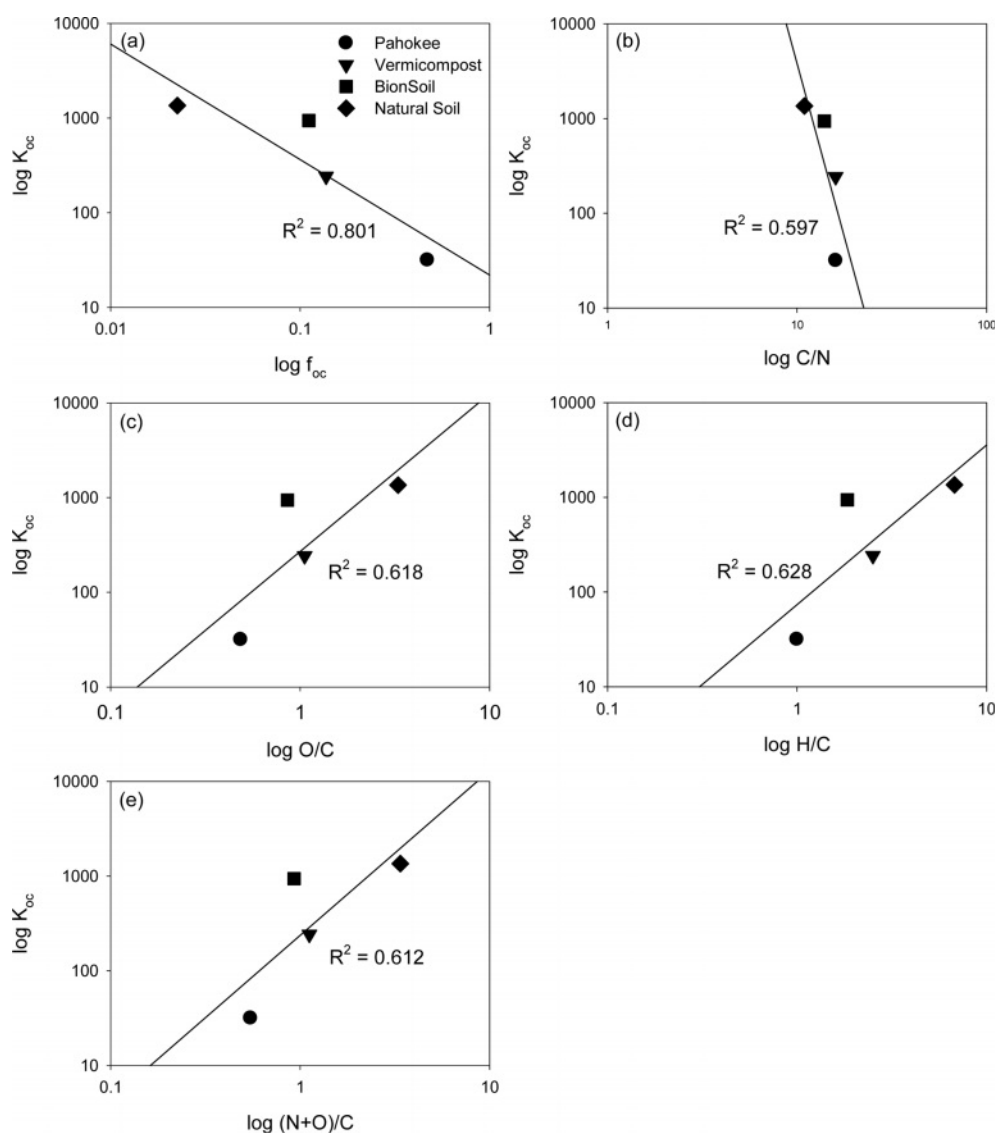 (a)
Pahokee
Vermicompost
BionSoil
Natural Soil
10000
1000
100
10
log K_oc
R² = 0.801
0.01 0.1 1
log f_oc
(b)
10000
1000
100
10
log K_oc
R² = 0.597
1 10 100
log C/N
(c)
10000
1000
100
10
log K_oc
R² = 0.618
0.1 1 10
log O/C
(d)
10000
1000
100
10
log K_oc
R² = 0.628
0.1 1 10
log H/C
(e)
10000
1000
100
10
log K_oc
R² = 0.612
0.1 1 10
log (N+O)/C